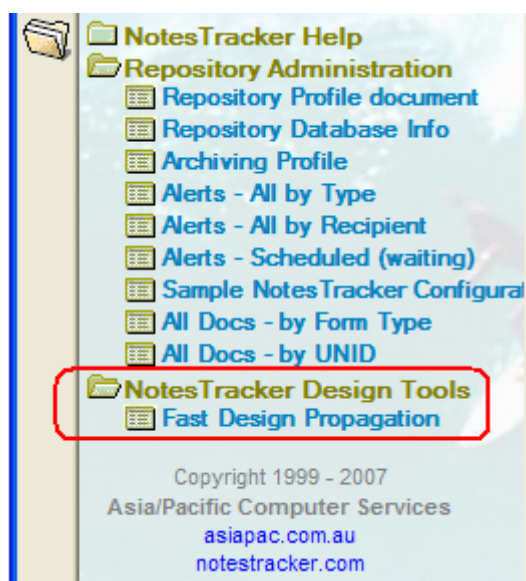 NotesTracker Help
Repository Administration
Repository Profile document
Repository Database Info
Archiving Profile
Alerts - All by Type
Alerts - All by Recipient
Alerts - Scheduled (waiting)
Sample NotesTracker Configurat
All Docs - by Form Type
All Docs - by UNID
NotesTracker Design Tools
Fast Design Propagation
Copyright 1999 - 2007
Asia/Pacific Computer Services
asiapac.com.au
notestracker.com